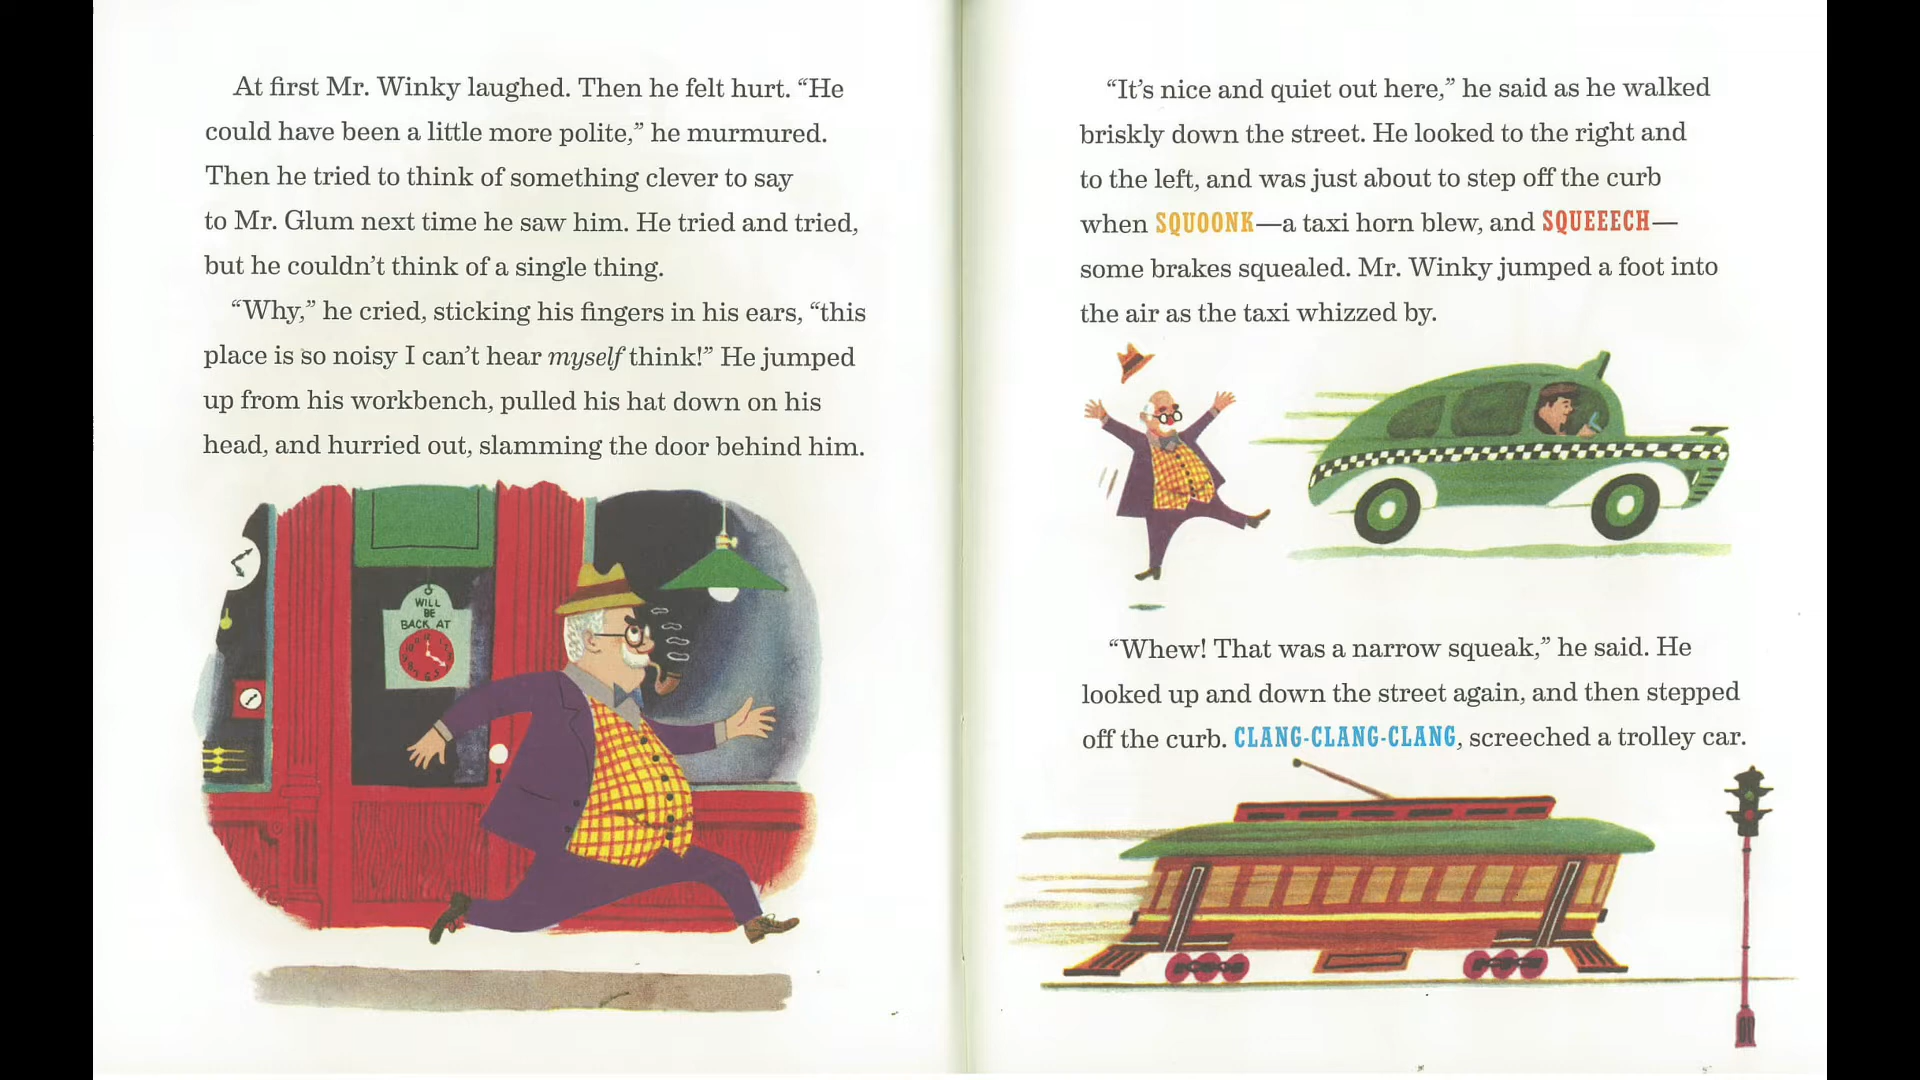 At first Mr. Winky laughed. Then he felt hurt. “He
could have been a little more polite,” he murmured.
Then he tried to think of something clever to say
to Mr. Glum next time he saw him. He tried and tried,
but he couldn’t think of a single thing.
“Why,” he cried, sticking his fingers in his ears, “this
place is so noisy I can’t hear myself think!” He jumped
up from his workbench, pulled his hat down on his
head, and hurried out, slamming the door behind him.
WILL
BE
BACK AT
“It’s nice and quiet out here,” he said as he walked
briskly down the street. He looked to the right and
to the left, and was just about to step off the curb
when SQUOONK—a taxi horn blew, and SQUEEECH—
some brakes squealed. Mr. Winky jumped a foot into
the air as the taxi whizzed by.
“Whew! That was a narrow squeak,” he said. He
looked up and down the street again, and then stepped
off the curb. CLANG-CLANG-CLANG, screeched a trolley car.